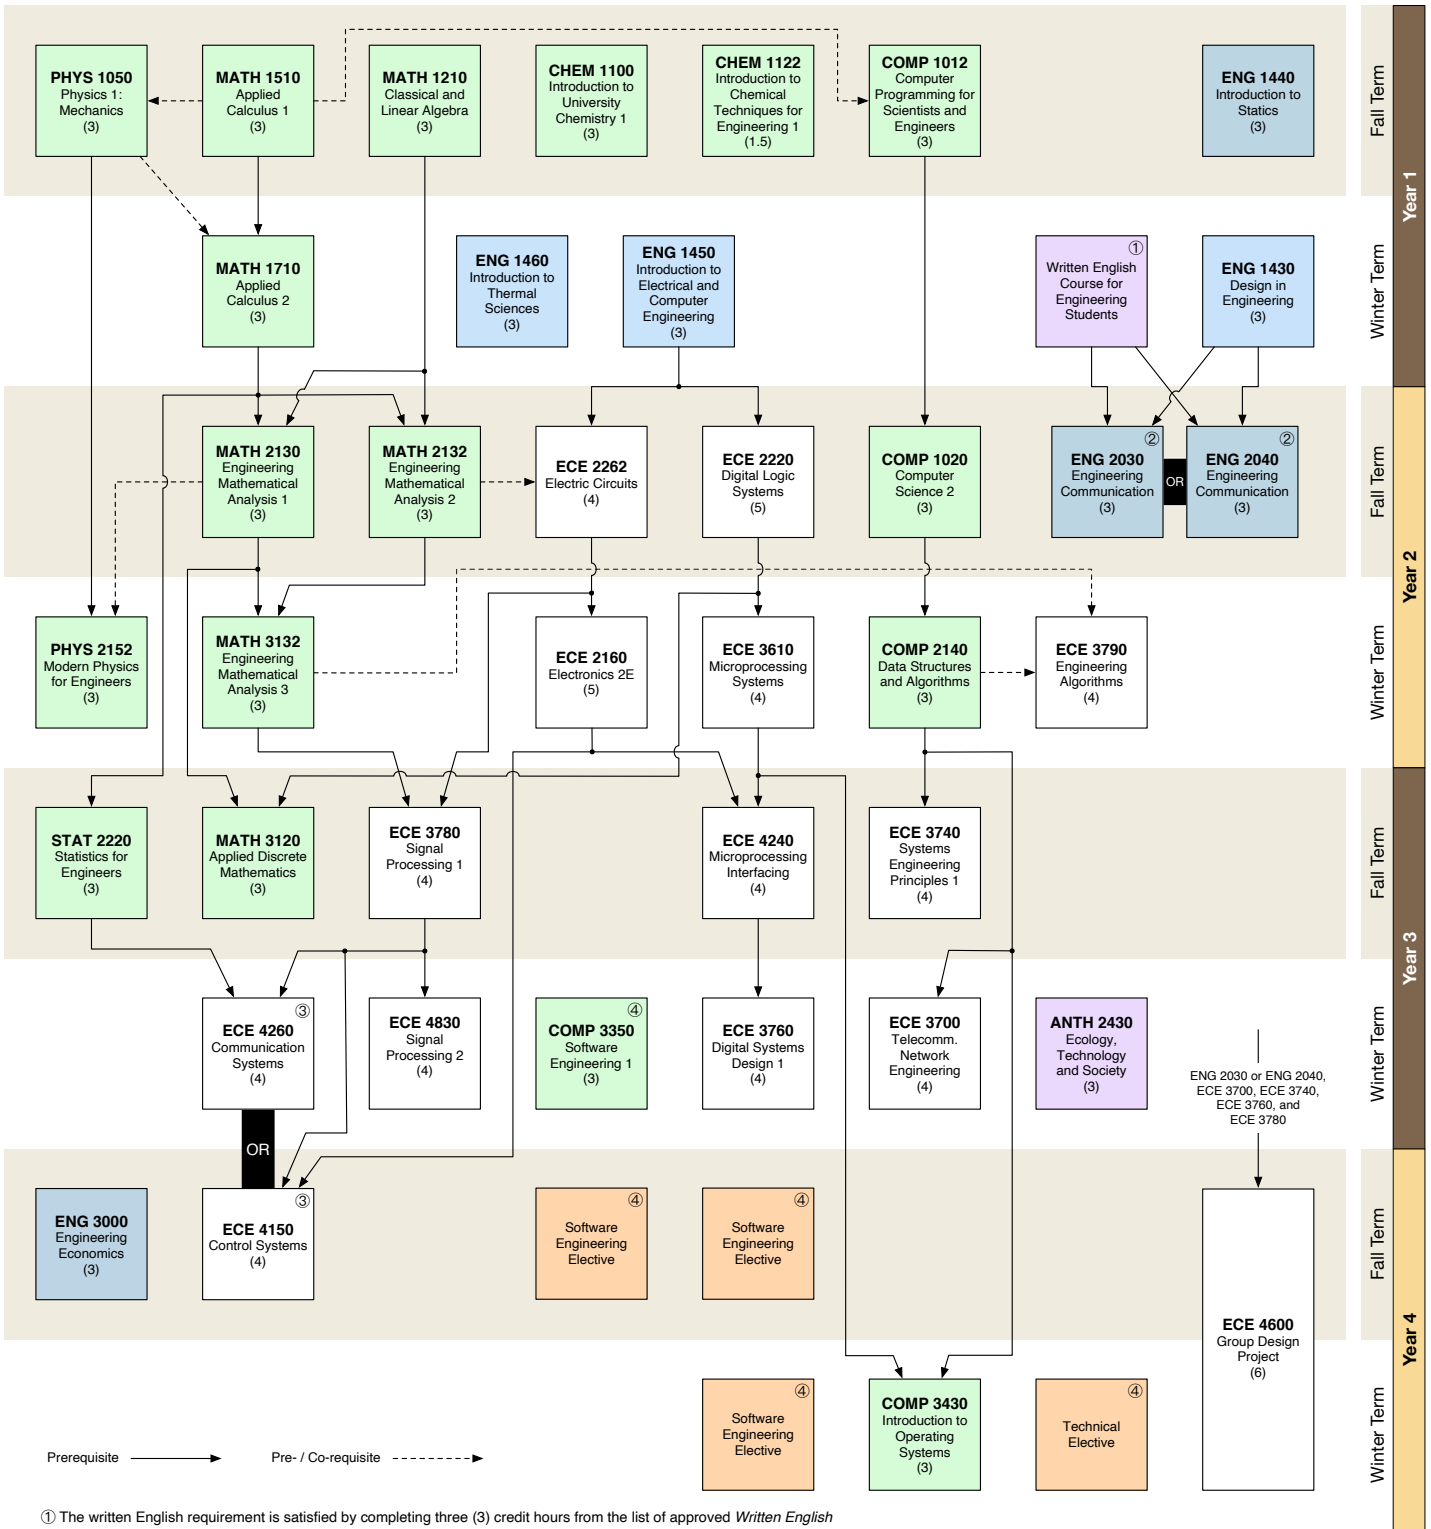 PHYS 1050
Physics 1:
Mechanics
(3)
MATH 1510
Applied
Calculus 1
(3)
MATH 1210
Classical and
Linear Algebra
(3)
CHEM 1100
Introduction to
University
Chemistry 1
(3)
CHEM 1122
Introduction to
Chemical
Techniques for
Engineering 1
(1.5)
COMP 1012
Computer
Programming for
Scientists and
Engineers
(3)
ENG 1440
Introduction to
Statics
(3)
Fall Term
Year 1
MATH 1710
Applied
Calculus 2
(3)
ENG 1460
Introduction to
Thermal
Sciences
(3)
ENG 1450
Introduction to
Electrical and
Computer
Engineering
(3)
①
Written English
Course for
Engineering
Students
ENG 1430
Design in
Engineering
(3)
Winter Term
MATH 2130
Engineering
Mathematical
Analysis 1
(3)
MATH 2132
Engineering
Mathematical
Analysis 2
(3)
ECE 2262
Electric Circuits
(4)
ECE 2220
Digital Logic
Systems
(5)
COMP 1020
Computer
Science 2
(3)
②
ENG 2030
Engineering
Communication
(3)
OR
②
ENG 2040
Engineering
Communication
(3)
Fall Term
Year 2
PHYS 2152
Modern Physics
for Engineers
(3)
MATH 3132
Engineering
Mathematical
Analysis 3
(3)
ECE 2160
Electronics 2E
(5)
ECE 3610
Microprocessing
Systems
(4)
COMP 2140
Data Structures
and Algorithms
(3)
ECE 3790
Engineering
Algorithms
(4)
Winter Term
STAT 2220
Statistics for
Engineers
(3)
MATH 3120
Applied Discrete
Mathematics
(3)
ECE 3780
Signal
Processing 1
(4)
ECE 4240
Microprocessing
Interfacing
(4)
ECE 3740
Systems
Engineering
Principles 1
(4)
Fall Term
Year 3
③
ECE 4260
Communication
Systems
(4)
ECE 4830
Signal
Processing 2
(4)
④
COMP 3350
Software
Engineering 1
(3)
ECE 3760
Digital Systems
Design 1
(4)
ECE 3700
Telecomm.
Network
Engineering
(4)
ANTH 2430
Ecology,
Technology
and Society
(3)
ENG 2030 or ENG 2040,
ECE 3700, ECE 3740,
ECE 3760, and
ECE 3780
Winter Term
OR
ENG 3000
Engineering
Economics
(3)
③
ECE 4150
Control Systems
(4)
④
Software
Engineering
Elective
④
Software
Engineering
Elective
ECE 4600
Group Design
Project
(6)
Fall Term
Year 4
④
Software
Engineering
Elective
COMP 3430
Introduction to
Operating
Systems
(3)
④
Technical
Elective
Winter Term
Prerequisite
Pre- / Co-requisite
① The written English requirement is satisfied by completing three (3) credit hours from the list of approved Written English